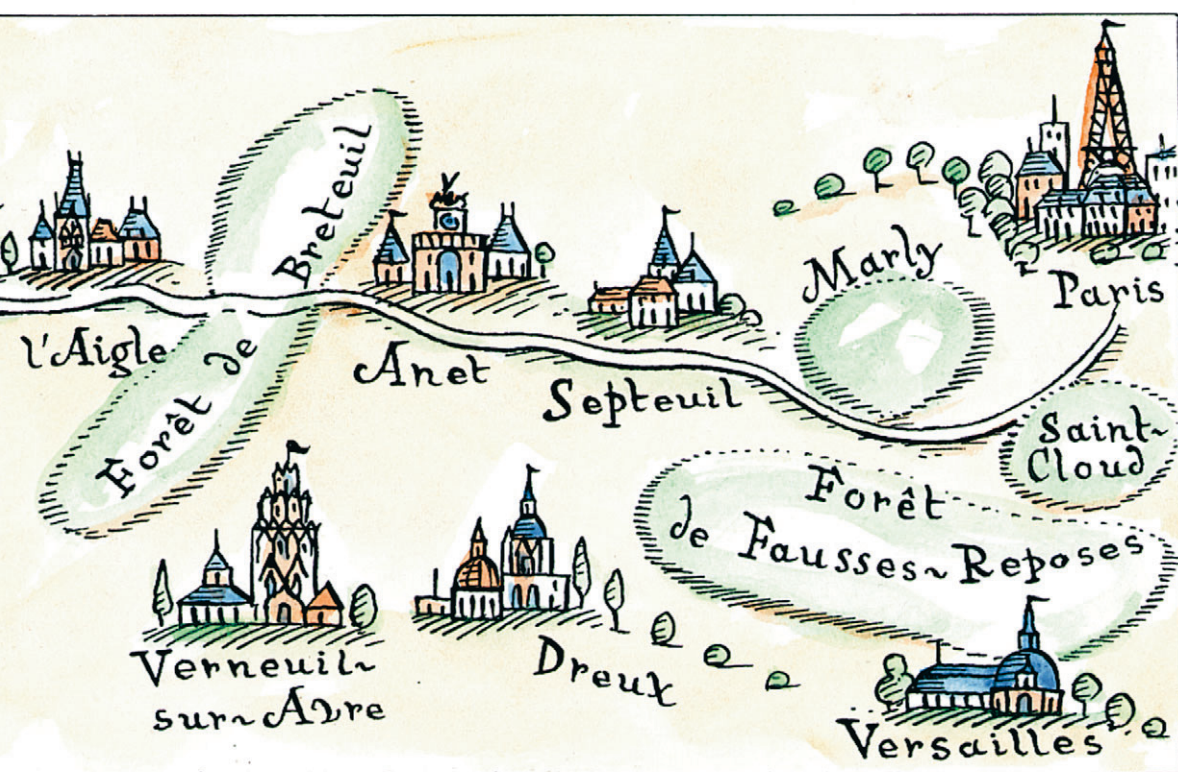 Breteuil
Marly
Paris
l'Aigle
Forêt de
Anet
Septeuil
Saint~
Cloud
Forêt
de Fausses~Reposes
Verneuil~
sur~Avre
Dreux
Versailles